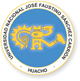 UNIVERSIDAD NACIONAL JOSÉ FAUSTINO SÁNCHEZ CARRIÓN
HUACHO